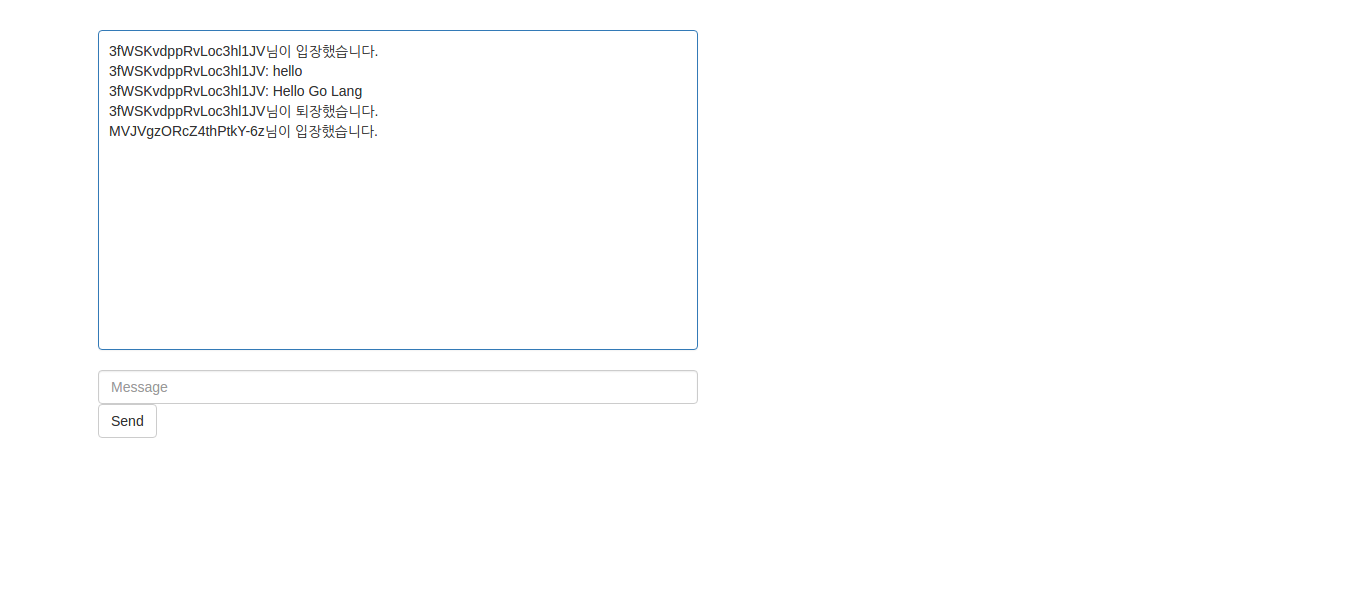 3fWSKvdppRvLoc3hl1JV님이 입장했습니다.
3fWSKvdppRvLoc3hl1JV: hello
3fWSKvdppRvLoc3hl1JV: Hello Go Lang
3fWSKvdppRvLoc3hl1JV님이 퇴장했습니다.
MVJVgzORcZ4thPtkY-6z님이 입장했습니다.
Message
Send